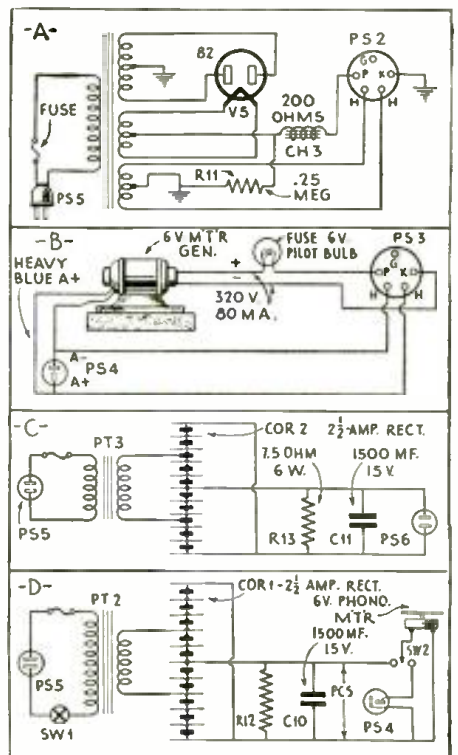 -A-
82
PS2
G
P
K
H
H
FUSE
V5
200
OHMS
CH3
R11
.25
MEG
PS5
-B-
6V MT'R
GEN.
FUSE 6V
PILOT BULB
PS3
G
P
K
H
H
HEAVY
BLUE A+
+
-
320 V.
80 MA.
A-
A+
PS4
-C-
PT3
COR 2
2½-AMP. RECT.
7.5 OHM
6 W.
1500 MF.
15 V.
PS5
R13
C11
PS6
-D-
PT2
COR1-2½ AMP. RECT.
6V. PHONO.
MTR
1500 MF.
15 V.
SW2
PS5
SW1
R12
C10
PCS
PS4